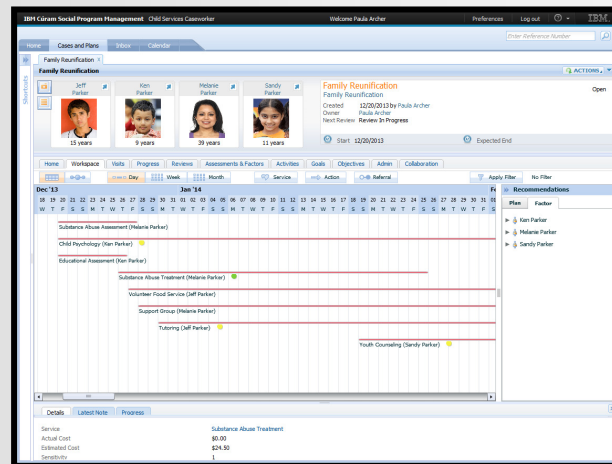 IBM Cúram Social Program Management Child Services Caseworker Welcome Paula Archer Preferences Log out IBM.
Home Cases and Plans Inbox Calendar Enter Reference Number
Family Reunification x
Family Reunification ACTIONS
Shortcuts
Jeff Parker
15 years
Ken Parker
9 years
Melanie Parker
39 years
Sandy Parker
11 years
Family Reunification
Family Reunification
Open
Created 12/20/2013 by Paula Archer
Owner Paula Archer
Next Review Review In Progress
Start 12/20/2013 Expected End
Home Workspace Visits Progress Reviews Assessments & Factors Activities Goals Objectives Admin Collaboration
Day Week Month Service Action Referral Apply Filter No Filter
Dec '13 Jan '14 Fe
18 19 20 21 22 23 24 25 26 27 28 29 30 31 01 02 03 04 05 06 07 08 09 10 11 12 13 14 15 16 17 18 19 20 21 22 23 24 25 26 27 28 29 30 31 01
W T F S S M T W T F S S M T W T F S S M T W T F S S M T W T F S S M T W T F S S M T W T F S
Substance Abuse Assessment (Melanie Parker)
Child Psychology (Ken Parker)
Educational Assessment (Ken Parker)
Substance Abuse Treatment (Melanie Parker)
Volunteer Food Service (Jeff Parker)
Support Group (Melanie Parker)
Tutoring (Jeff Parker)
Youth Counseling (Sandy Parker)
Recommendations
Plan Factor
Ken Parker
Melanie Parker
Sandy Parker
Details Latest Note Progress
Service Substance Abuse Treatment
Actual Cost $0.00
Estimated Cost $24.50
Sensitivity 1